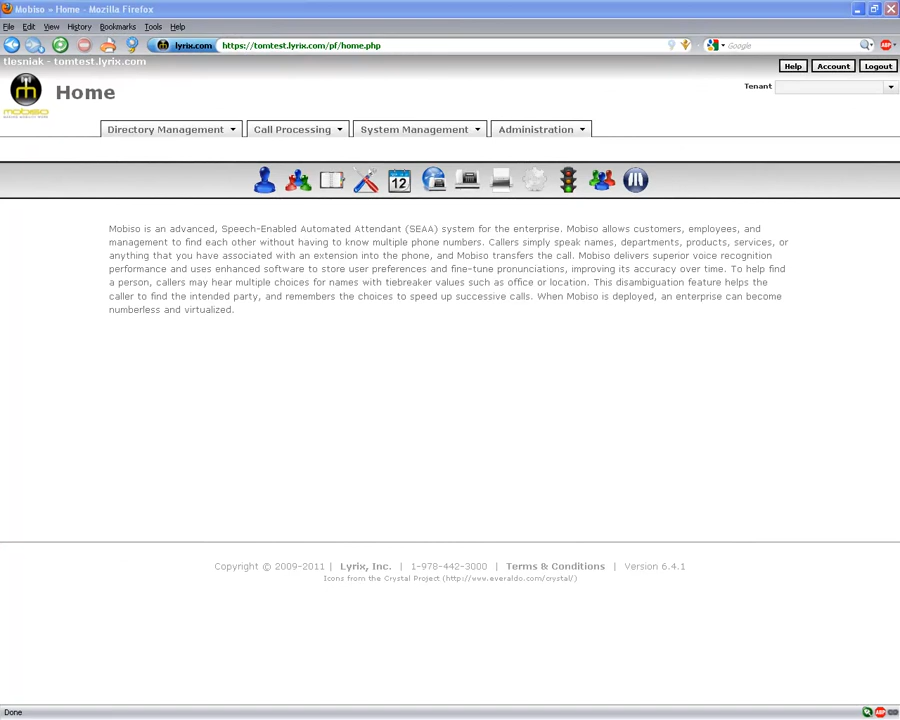 Mobiso » Home - Mozilla Firefox
File Edit View History Bookmarks Tools Help
lyrix.com https://tomtest.lyrix.com/pf/home.php Google ABP
tlesniak - tomtest.lyrix.com
Help Account Logout
Tenant
Home
mobiso
Directory Management Call Processing System Management Administration
12
Mobiso is an advanced, Speech-Enabled Automated Attendant (SEAA) system for the enterprise. Mobiso allows customers, employees, and
management to find each other without having to know multiple phone numbers. Callers simply speak names, departments, products, services, or
anything that you have associated with an extension into the phone, and Mobiso transfers the call. Mobiso delivers superior voice recognition
performance and uses enhanced software to store user preferences and fine-tune pronunciations, improving its accuracy over time. To help find
a person, callers may hear multiple choices for names with tiebreaker values such as office or location. This disambiguation feature helps the
caller to find the intended party, and remembers the choices to speed up successive calls. When Mobiso is deployed, an enterprise can become
numberless and virtualized.
Copyright © 2009-2011 | Lyrix, Inc. | 1-978-442-3000 | Terms & Conditions | Version 6.4.1
Icons from the Crystal Project (http://www.everaldo.com/crystal/)
Done ABP